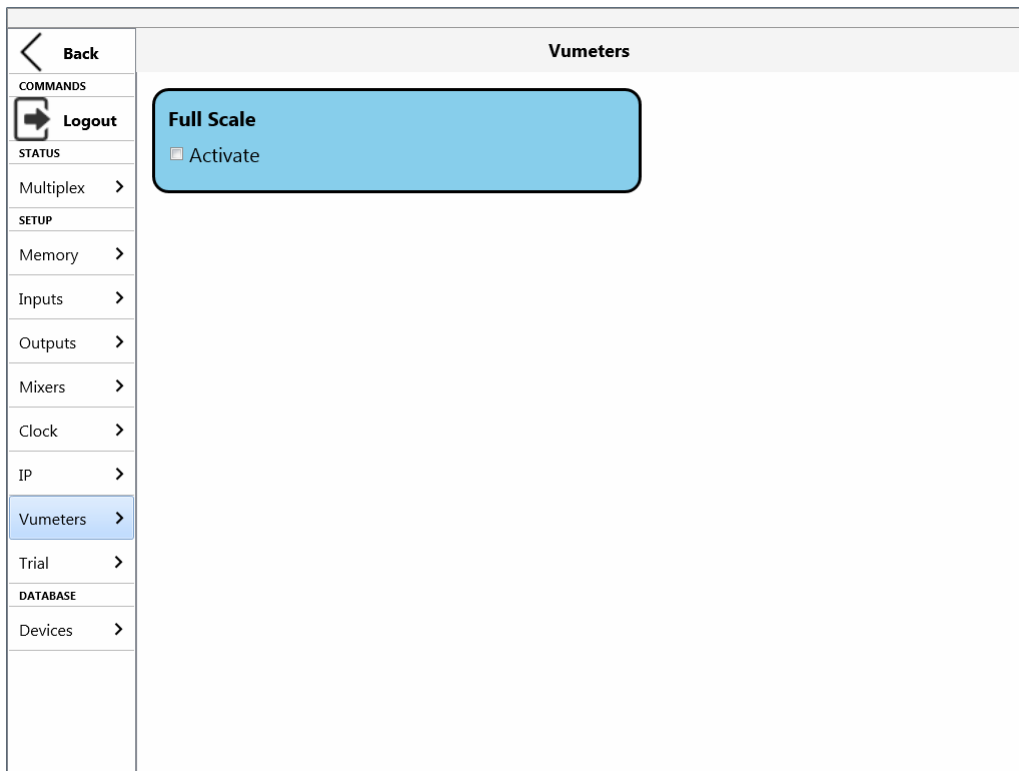 Back
Vumeters
COMMANDS
Logout
STATUS
Multiplex
SETUP
Memory
Inputs
Outputs
Mixers
Clock
IP
Vumeters
Trial
DATABASE
Devices
Full Scale
Activate